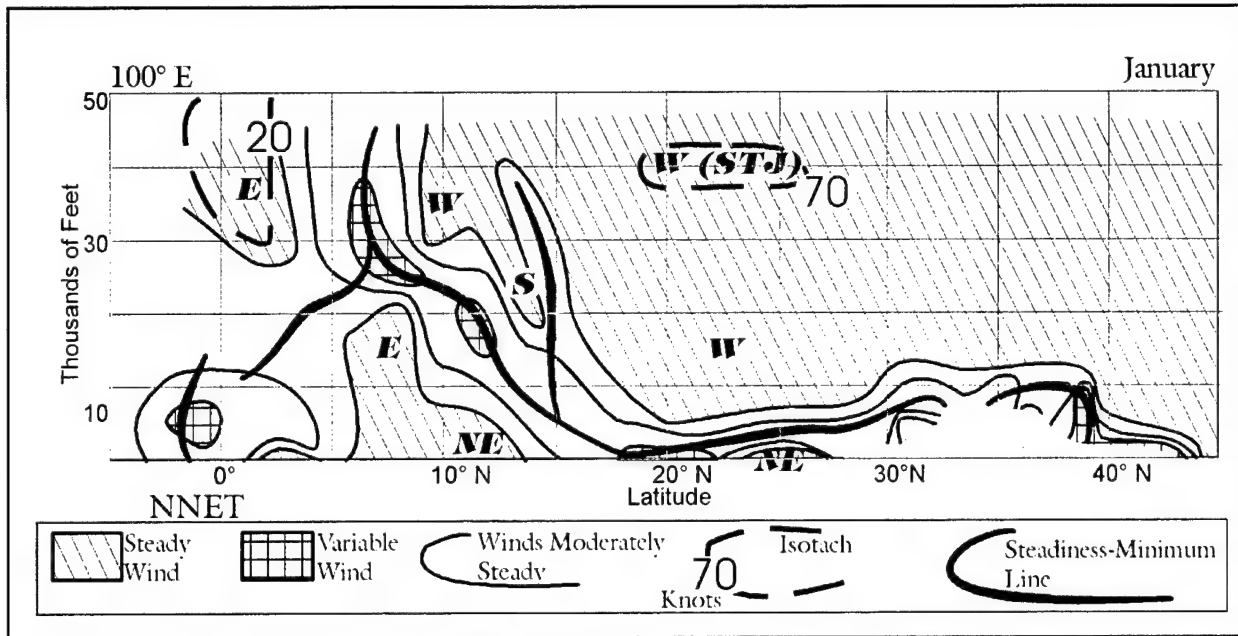 100° E
January
50
20
E
W
W (STJ)
70
Thousands of Feet
30
S
E
W
10
NE
NE
0°
10° N
20° N
30° N
40° N
Latitude
NNET
Steady
Wind
Variable
Wind
Winds Moderately
Steady
70
Knots
Isotach
Steadiness-Minimum
Line